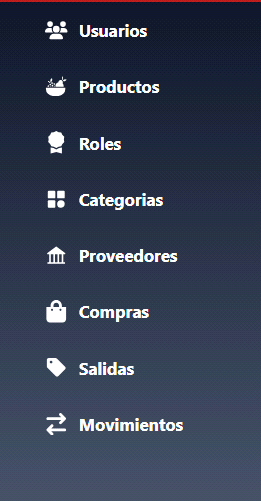 Usuarios
Productos
Roles
Categorias
Proveedores
Compras
Salidas
Movimientos